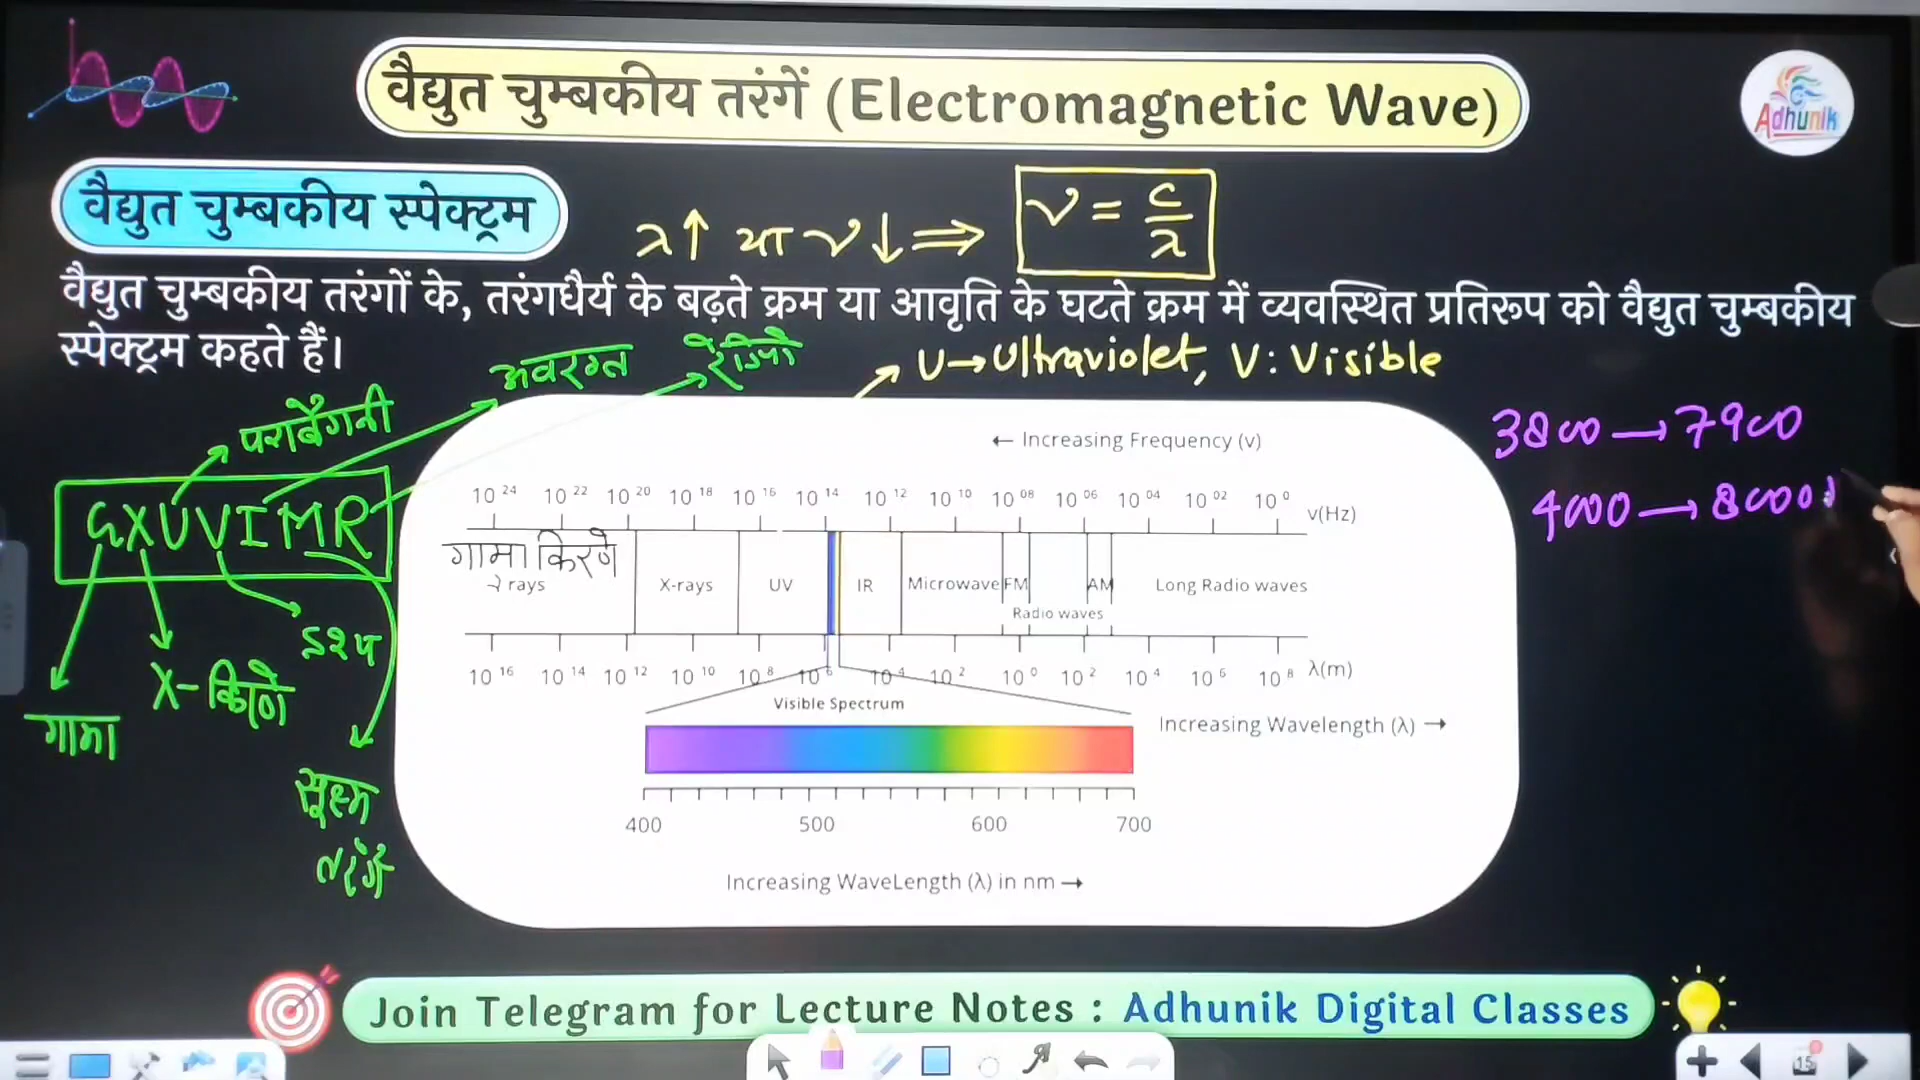 वैद्युत चुम्बकीय तरंगें (Electromagnetic Wave)
Adhunik
वैद्युत चुम्बकीय स्पेक्ट्रम
λ↑ या ν↓ ⇒ ν = c/λ
वैद्युत चुम्बकीय तरंगों के, तरंगधैर्य के बढ़ते क्रम या आवृति के घटते क्रम में व्यवस्थित प्रतिरूप को वैद्युत चुम्बकीय
स्पेक्ट्रम कहते हैं।
अवरक्त
रेडियो
U→Ultraviolet, V: Visible
पराबैंगनी
GXUVIMR
गामा
X-किरणे
दृश्य
सूक्ष्म
तरंगें
3800 → 7900
4000 → 8000
← Increasing Frequency (v)
10 24 10 22 10 20 10 18 10 16 10 14 10 12 10 10 10 08 10 06 10 04 10 02 10 0 v(Hz)
गामा किरणे
rays X-rays UV IR Microwave FM AM Long Radio waves
Radio waves
10 16 10 14 10 12 10 10 10 8 10 6 10 4 10 2 10 0 10 2 10 4 10 6 10 8 λ(m)
Visible Spectrum
Increasing Wavelength (λ) →
400 500 600 700
Increasing WaveLength (λ) in nm →
Join Telegram for Lecture Notes : Adhunik Digital Classes
15